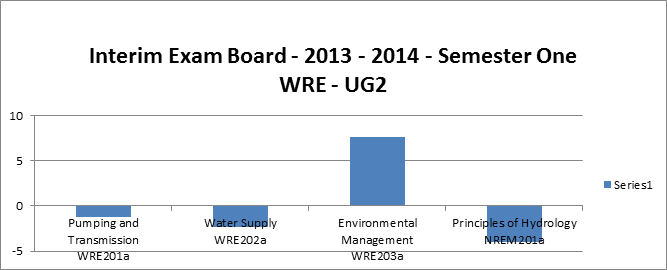 Interim Exam Board - 2013 - 2014 - Semester One
WRE - UG2
10
5
0
-5
Pumping and
Transmission
WRE201a
Water Supply
WRE202a
Environmental
Management
WRE203a
Principles of Hydrology
NREM201a
Series1